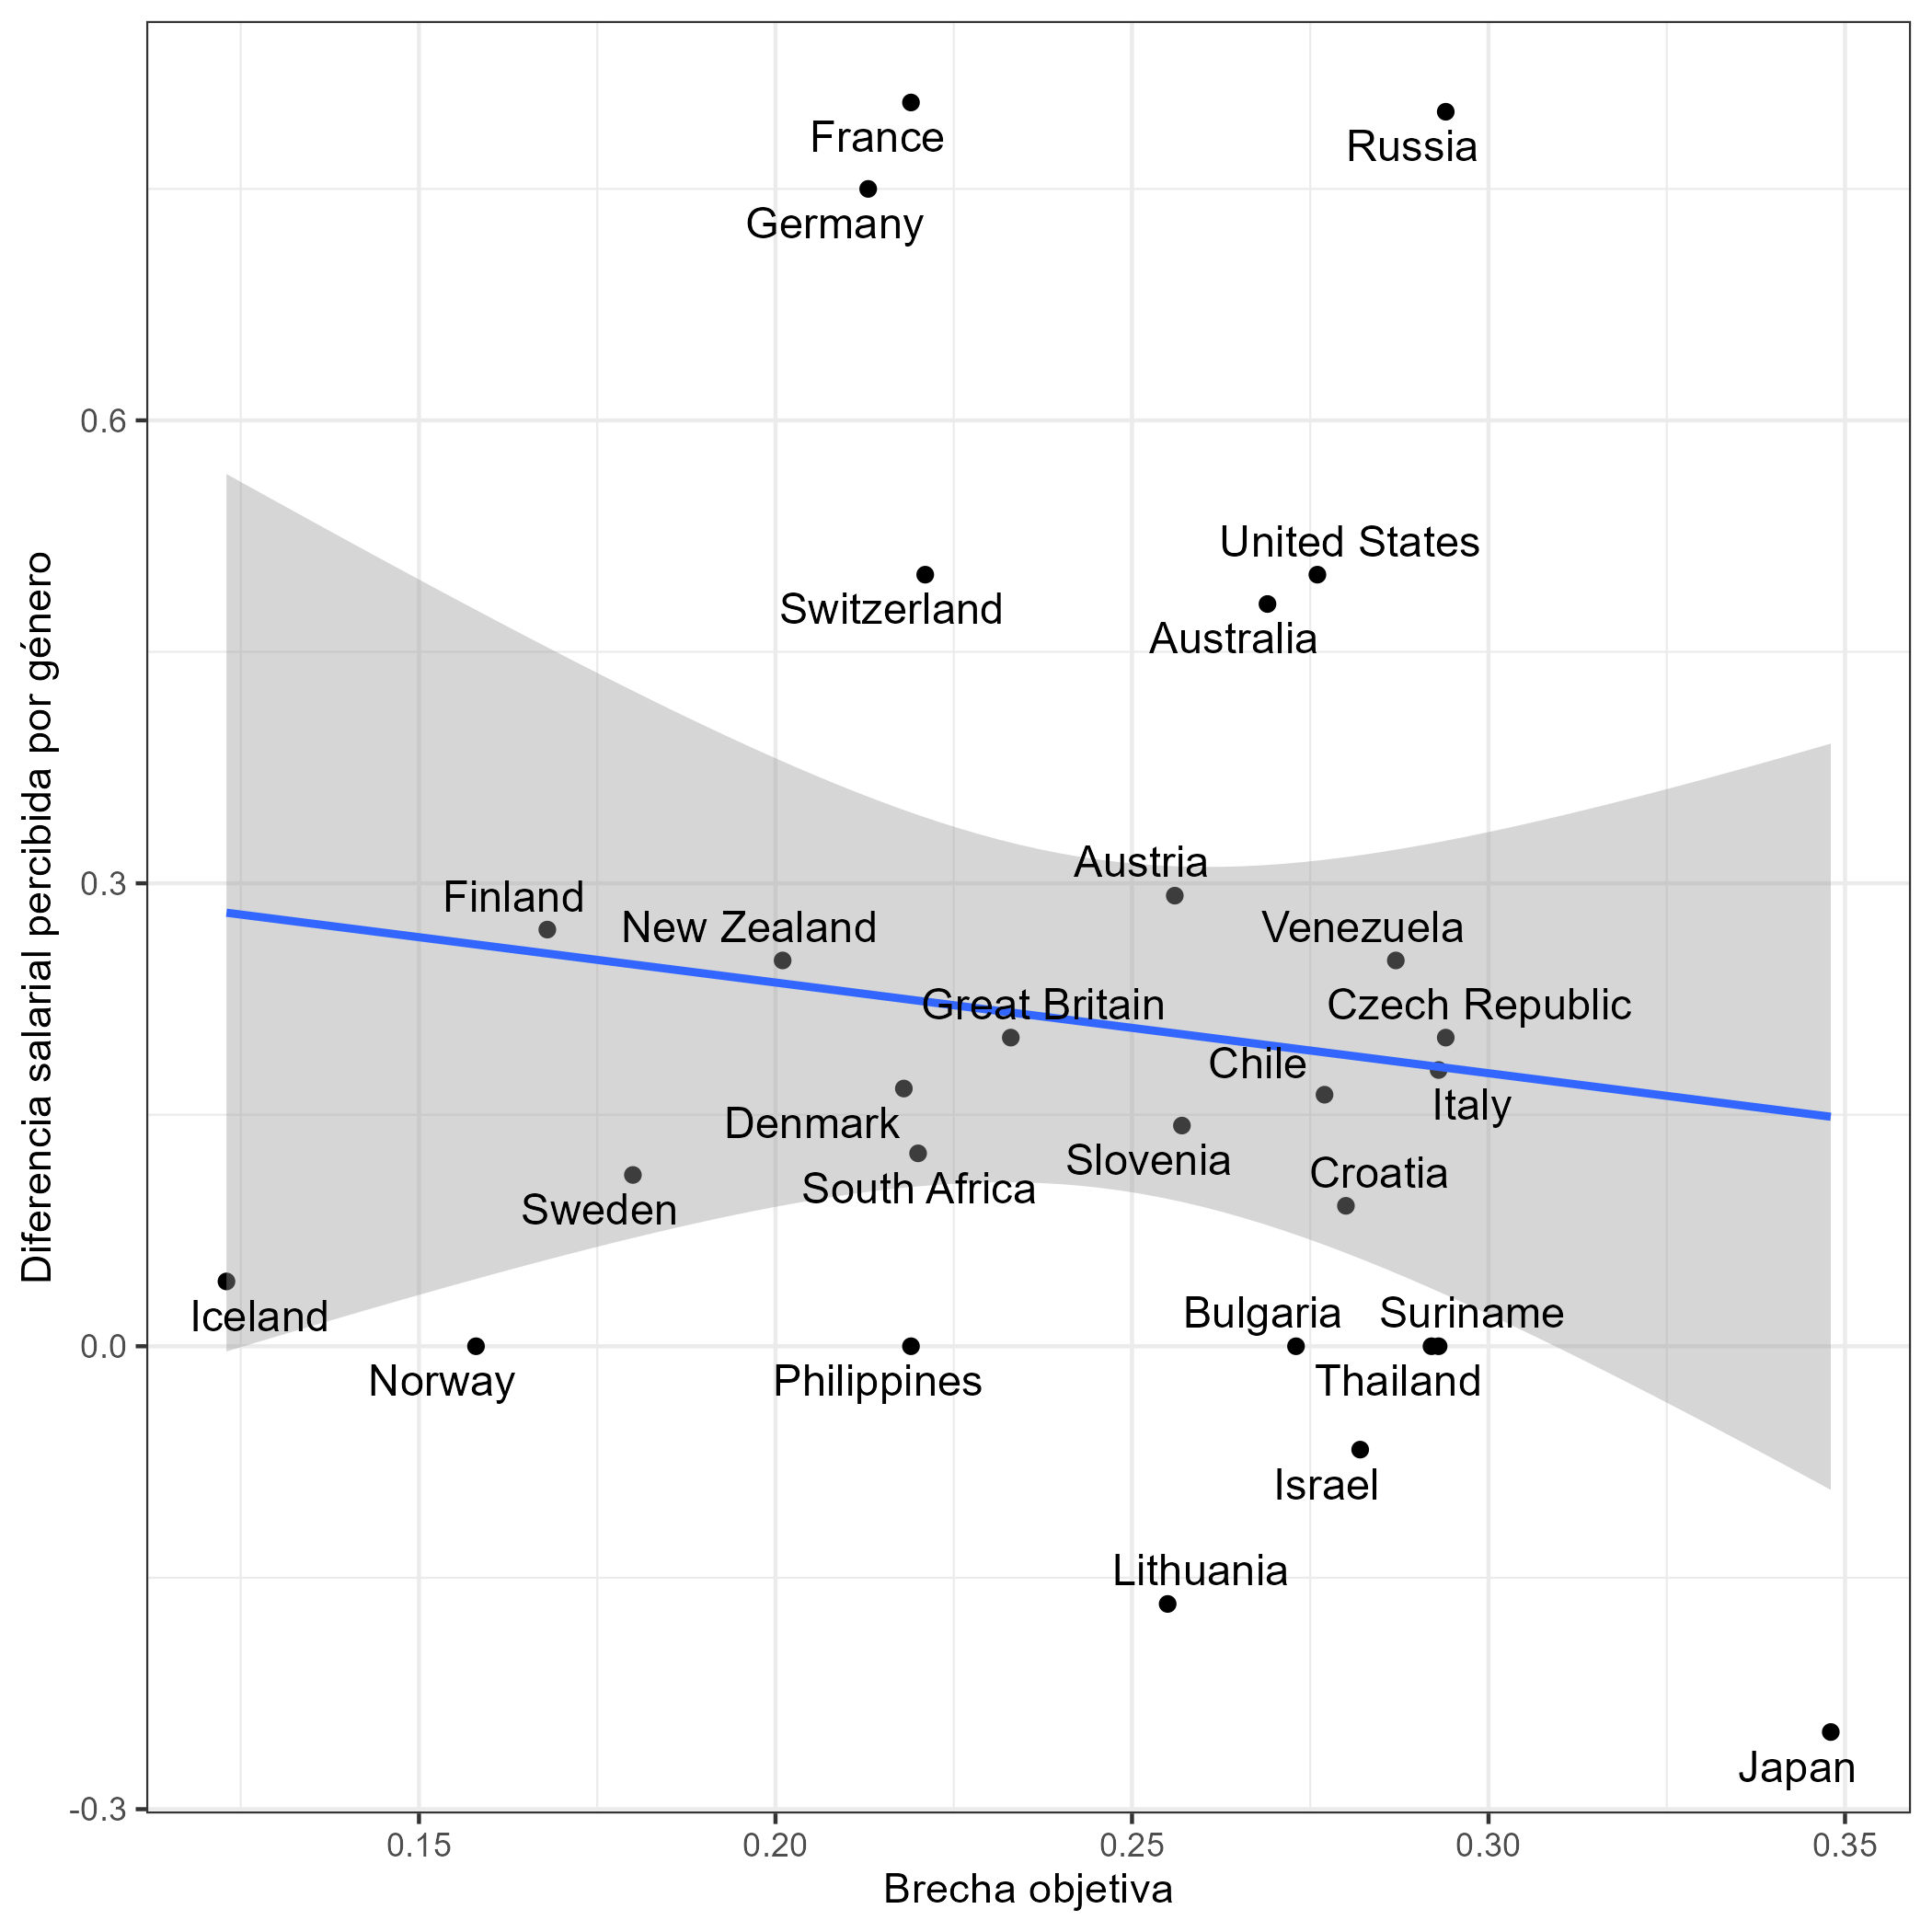 France
Russia
Germany
0.6
United States
Switzerland
Australia
Austria
0.3
Finland
New Zealand
Venezuela
Great Britain
Czech Republic
Chile
Italy
Denmark
Slovenia
Croatia
South Africa
Sweden
Iceland
Bulgaria
Suriname
0.0
Norway
Philippines
Thailand
Israel
Lithuania
Japan
-0.3
0.15
0.20
0.25
0.30
0.35
Brecha objetiva
Diferencia salarial percibida por género